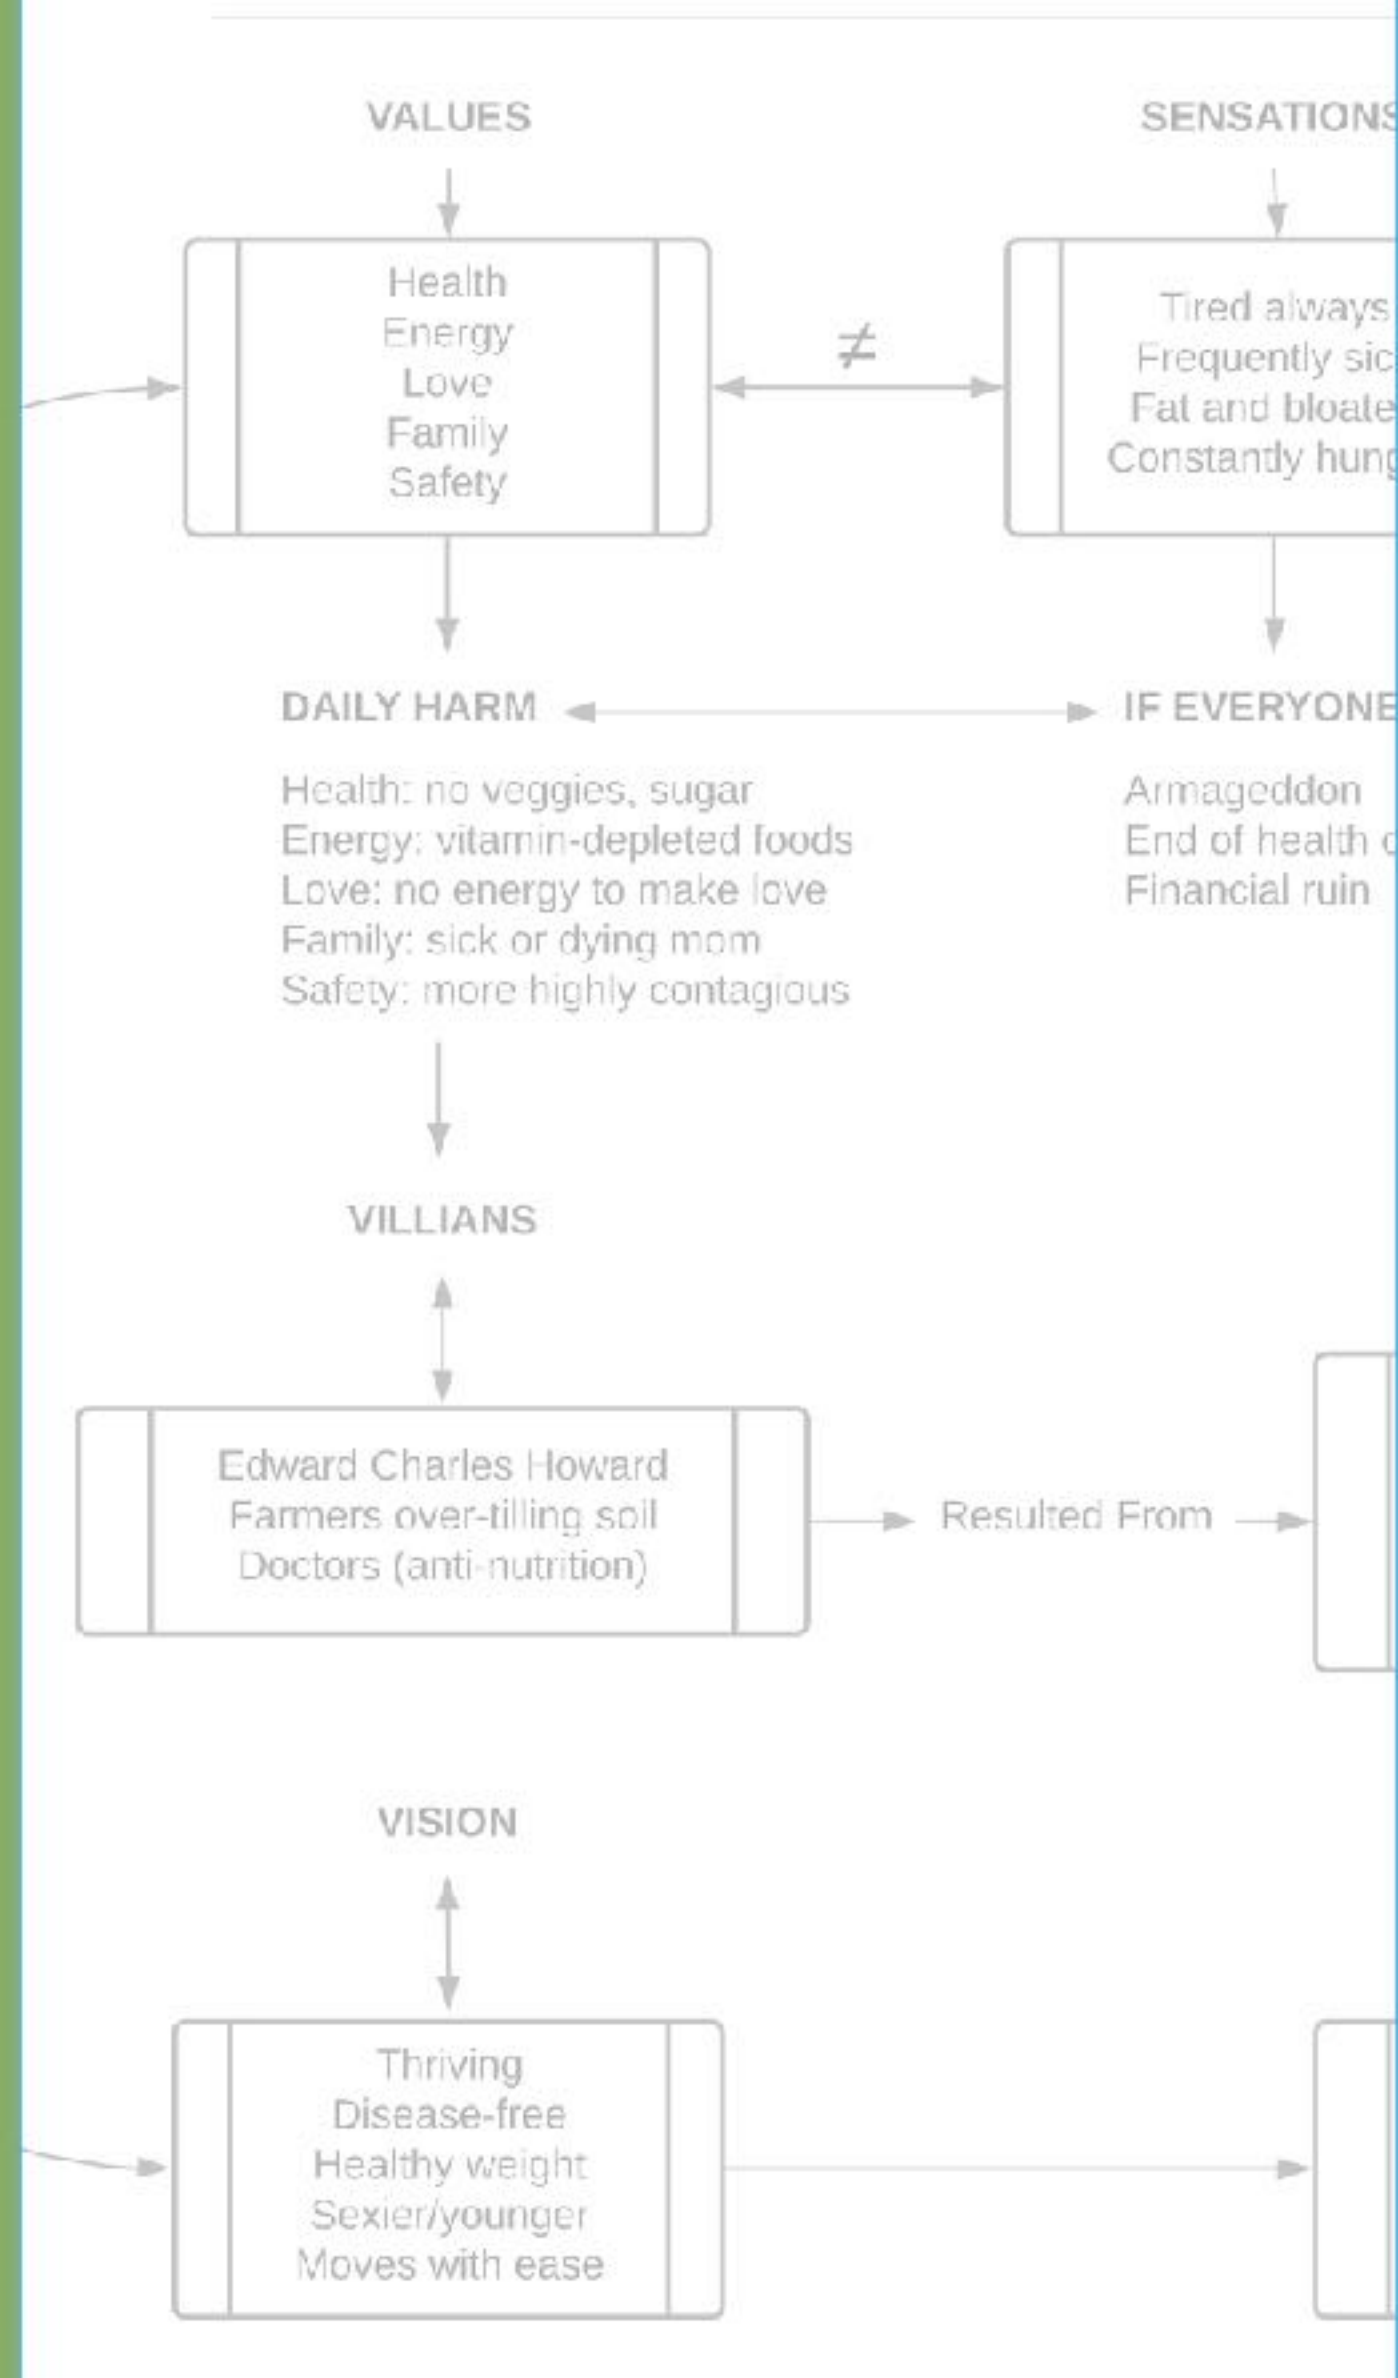 VALUES
SENSATIONS
Health
Energy
Love
Family
Safety
≠
Tired always
Frequently sic
Fat and bloate
Constantly hung
DAILY HARM
IF EVERYONE
Health: no veggies, sugar
Energy: vitamin-depleted foods
Love: no energy to make love
Family: sick or dying mom
Safety: more highly contagious
Armageddon
End of health
Financial ruin
VILLIANS
Edward Charles Howard
Farmers over-tilling soil
Doctors (anti-nutrition)
Resulted From
VISION
Thriving
Disease-free
Healthy weight
Sexier/younger
Moves with ease